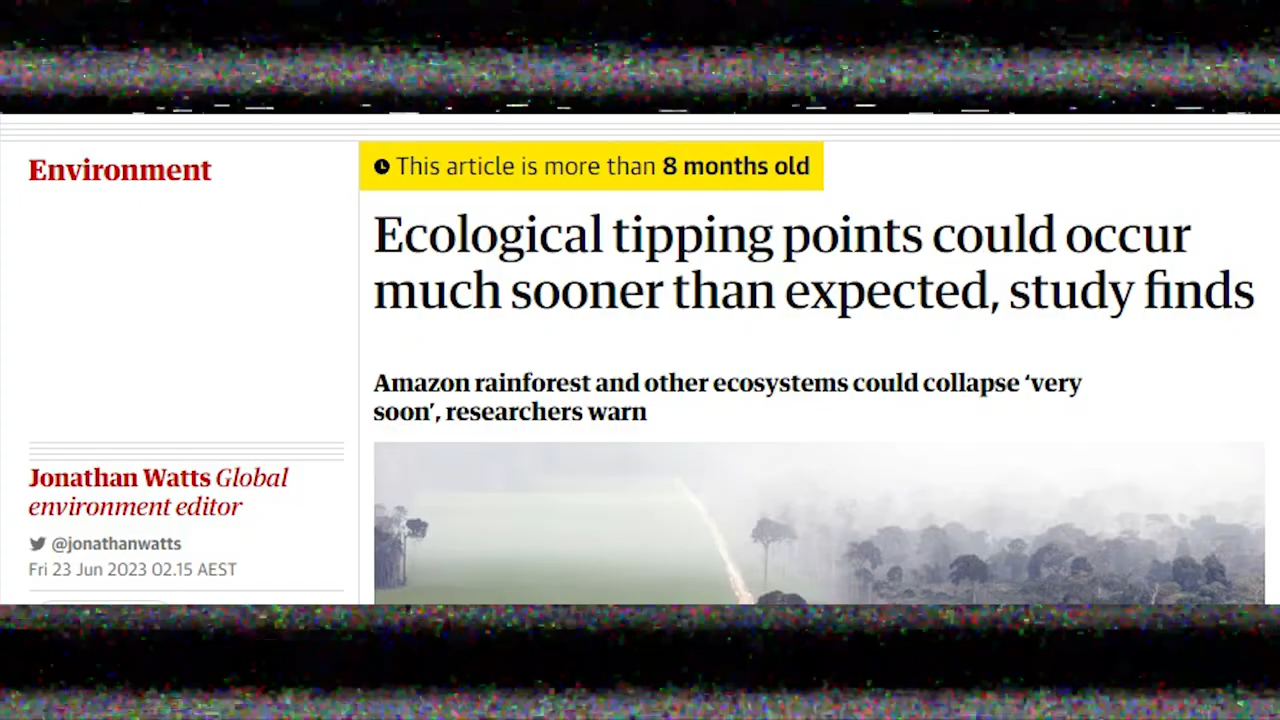 Environment
This article is more than 8 months old
Ecological tipping points could occur
much sooner than expected, study finds
Amazon rainforest and other ecosystems could collapse ‘very
soon’, researchers warn
Jonathan Watts Global
environment editor
@jonathanwatts
Fri 23 Jun 2023 02.15 AEST